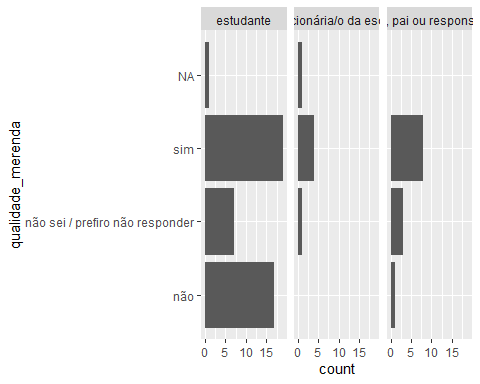 estudante
cionária/o da es
, pai ou respons
NA
sim
não sei / prefiro não responder
não
qualidade_merenda
0 5 10 15
0 5 10 15
0 5 10 15
count